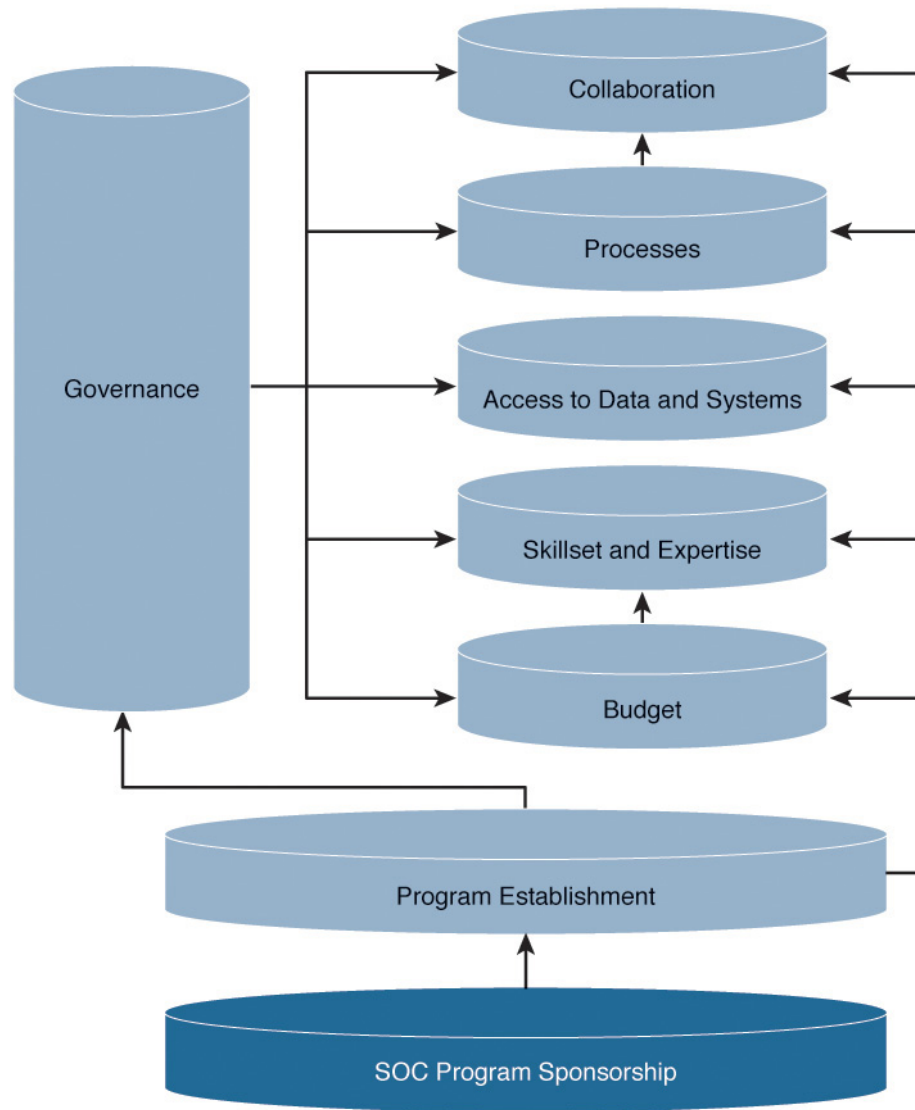 Collaboration
Processes
Governance
Access to Data and Systems
Skillset and Expertise
Budget
Program Establishment
SOC Program Sponsorship